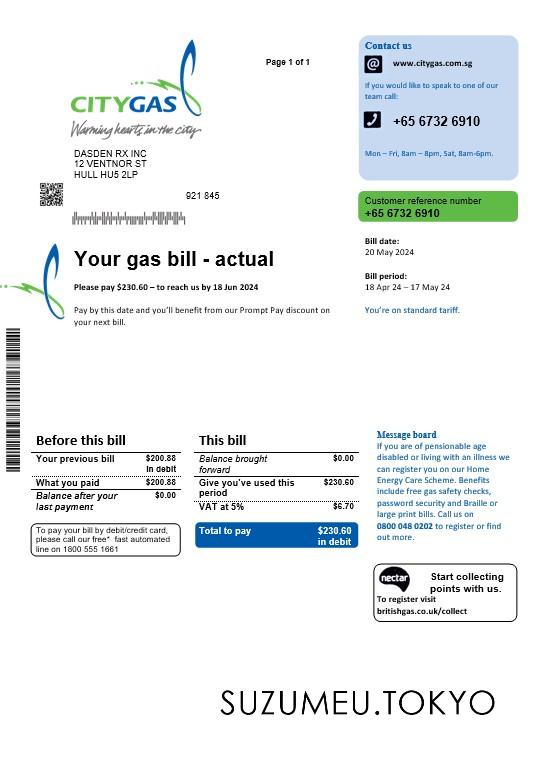 Page 1 of 1
CITYGAS
Warning hearts in the city
DASDEN RX INC
12 VENTNOR ST
HULL HU5 2LP
921 845
Contact us
@ www.citygas.com.sg
If you would like to speak to one of our
team call:
+65 6732 6910
Mon – Fri, 8am – 8pm, Sat, 8am-6pm.
Customer reference number
+65 6732 6910
Bill date:
20 May 2024
Bill period:
18 Apr 24 – 17 May 24
You're on standard tariff.
Your gas bill - actual
Please pay $230.60 – to reach us by 18 Jun 2024
Pay by this date and you'll benefit from our Prompt Pay discount on
your next bill.
Before this bill
Your previous bill $200.88
in debit
What you paid $200.88
Balance after your $0.00
last payment
To pay your bill by debit/credit card,
please call our free* fast automated
line on 1800 555 1661
This bill
Balance brought $0.00
forward
Give you've used this $230.60
period
VAT at 5% $6.70
Total to pay $230.60
in debit
Message board
If you are of pensionable age
disabled or living with an illness we
can register you on our Home
Energy Care Scheme. Benefits
include free gas safety checks,
password security and Braille or
large print bills. Call us on
0800 048 0202 to register or find
out more.
nectar
Start collecting
points with us.
To register visit
britishgas.co.uk/collect
SUZUMEU.TOKYO